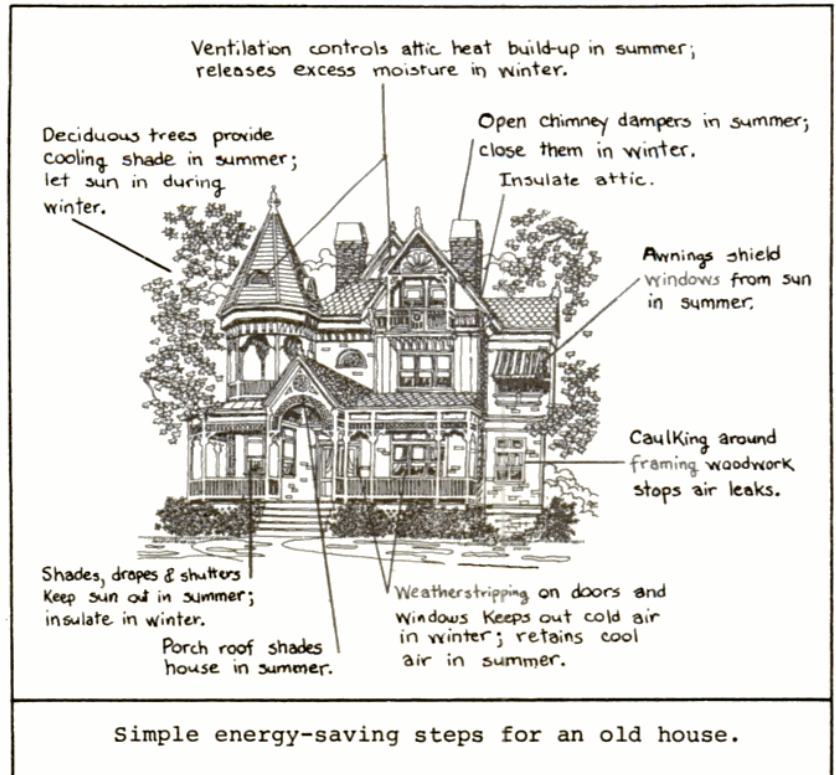 Ventilation controls attic heat build-up in summer;
releases excess moisture in winter.
Open chimney dampers in summer;
close them in winter.
Deciduous trees provide
cooling shade in summer;
let sun in during
winter.
Insulate attic.
Awnings shield
windows from sun
in summer.
Caulking around
framing woodwork
stops air leaks.
Shades, drapes & shutters
Keep sun out in summer;
insulate in winter.
Weatherstripping on doors and
windows Keeps out cold air
in winter; retains cool
air in summer.
Porch roof shades
house in summer.
Simple energy-saving steps for an old house.